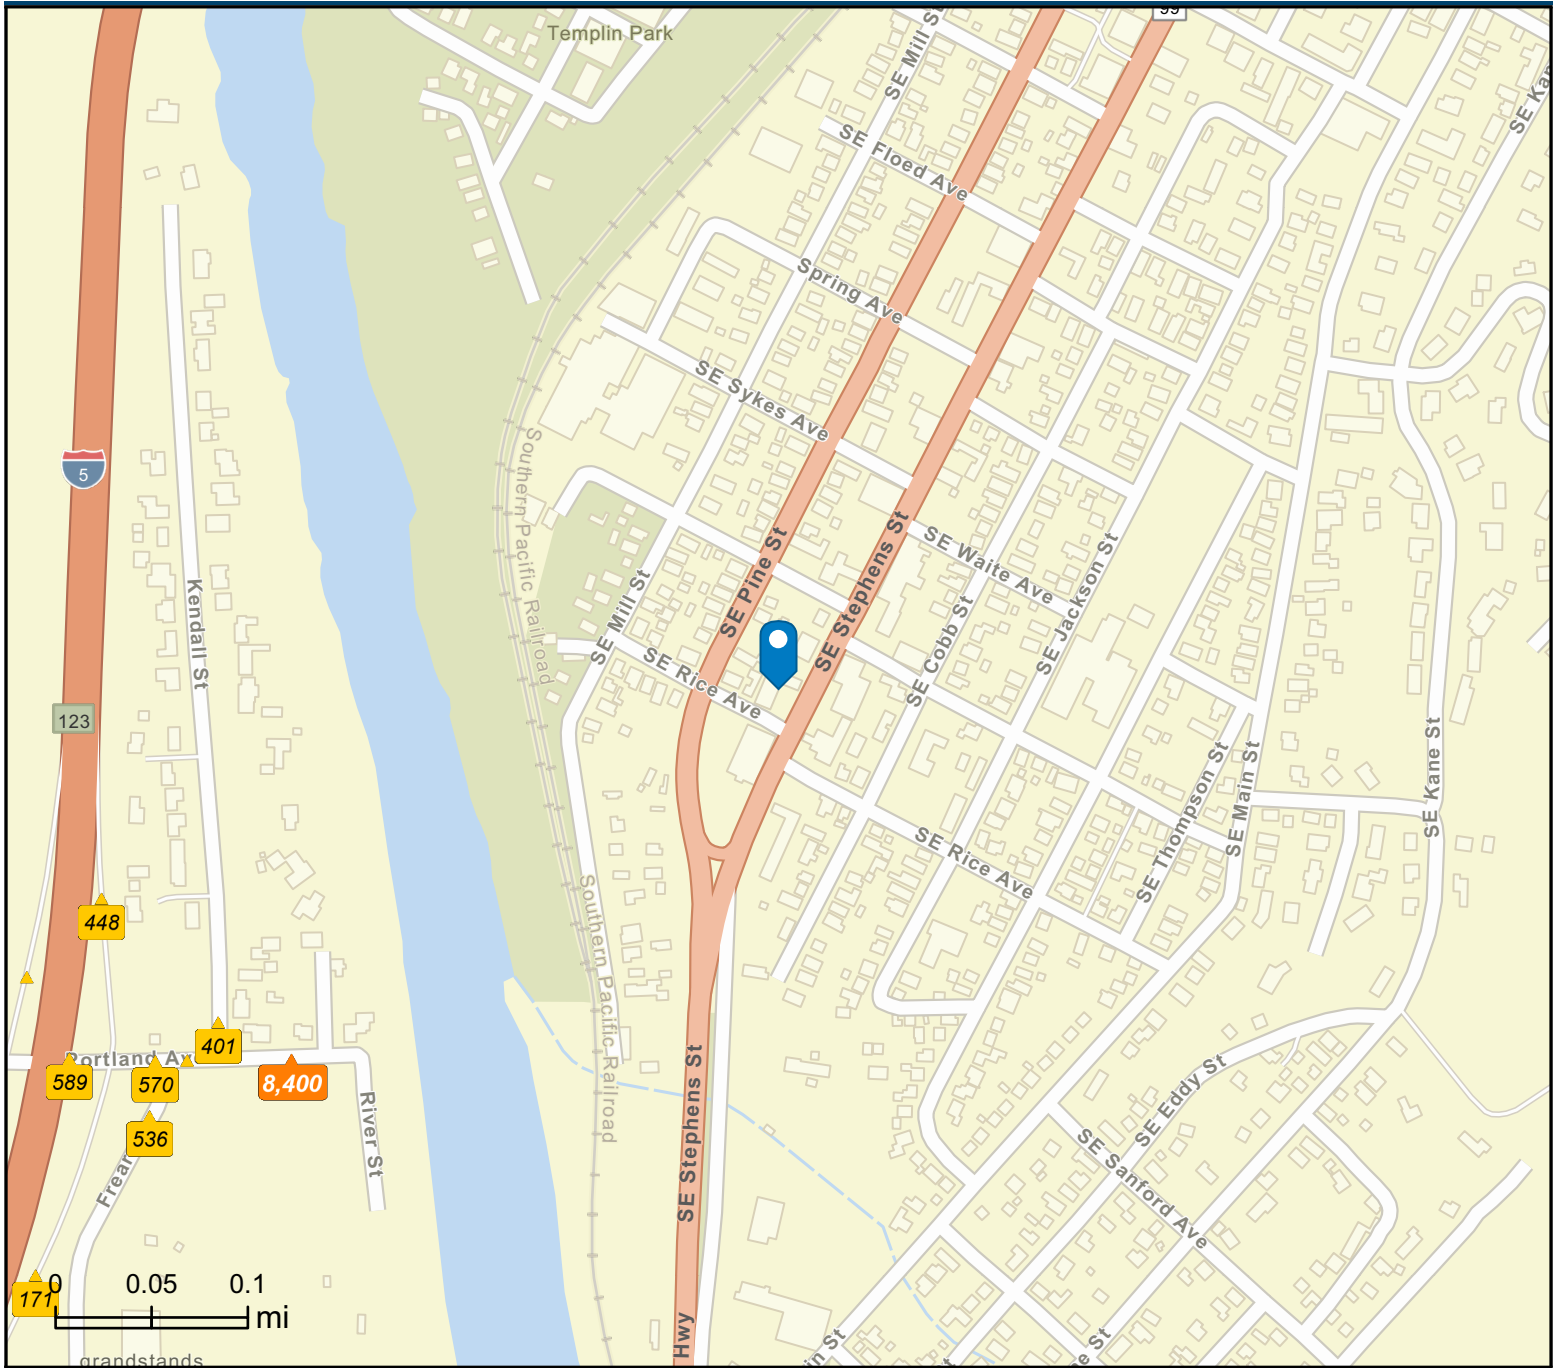 99
Templin Park
SE Mill St
SE Floed Ave
Spring Ave
SE Sykes Ave
5
Southern Pacific Railroad
SE Pine St
SE Stephens St
SE Waite Ave
SE Jackson St
SE Cobb St
Kendall St
SE Mill St
SE Rice Ave
123
SE Kane St
SE Thompson St
SE Main St
SE Rice Ave
Southern Pacific Railroad
448
401
Portland Av
589
570
8,400
536
River St
Frear
SE Stephens St
SE Eddy St
SE Sanford Ave
171
0 0.05 0.1
mi
Hwy
grandstands